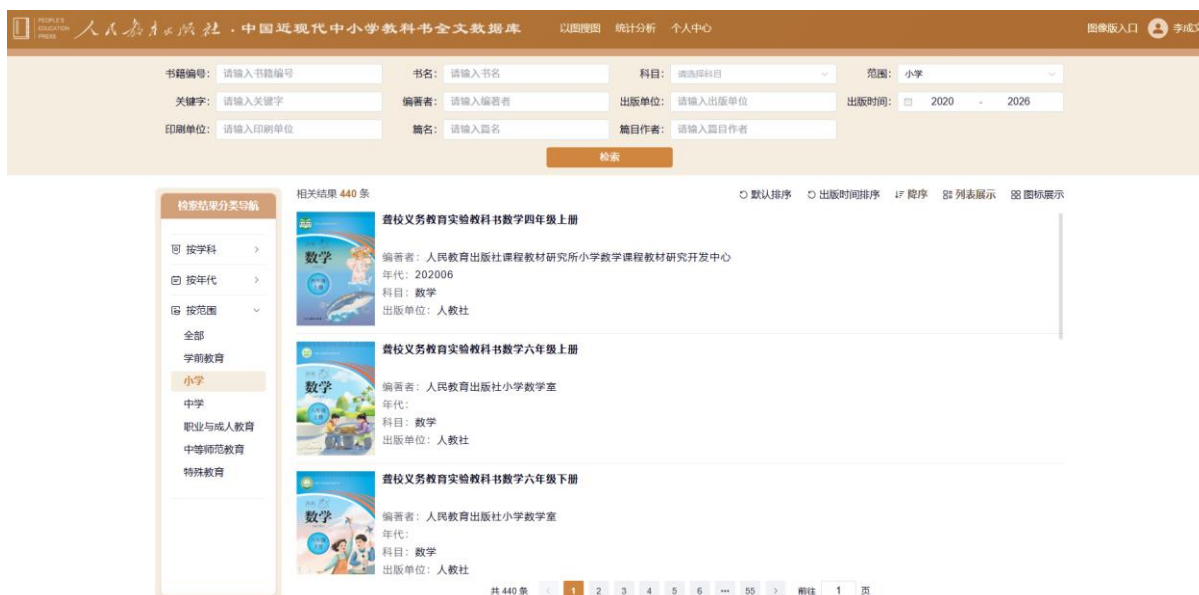 PEOPLE'S EDUCATION PRESS 人民教育出版社 · 中国近现代中小学教科书全文数据库 以图搜图 统计分析 个人中心 图像版入口 李成文
书籍编号： 请输入书籍编号 书名： 请输入书名 科目： 请选择科目 范围： 小学
关键字： 请输入关键字 编著者： 请输入编著者 出版单位： 请输入出版单位 出版时间： 2020 - 2026
印刷单位： 请输入印刷单位 篇名： 请输入篇名 篇目作者： 请输入篇目作者
检索
检索结果分类导航
按学科
按年代
按范围
全部
学前教育
小学
中学
职业与成人教育
中等师范教育
特殊教育
相关结果 440 条 默认排序 出版时间排序 降序 列表展示 图标展示
数学
聋校义务教育实验教科书数学四年级上册
编著者：人民教育出版社课程教材研究所小学数学课程教材研究开发中心
年代：202006
科目：数学
出版单位：人教社
数学
聋校义务教育实验教科书数学六年级上册
编著者：人民教育出版社小学数学室
年代：
科目：数学
出版单位：人教社
数学
聋校义务教育实验教科书数学六年级下册
编著者：人民教育出版社小学数学室
年代：
科目：数学
出版单位：人教社
共 440 条 < 1 2 3 4 5 6 ••• 55 > 前往 1 页